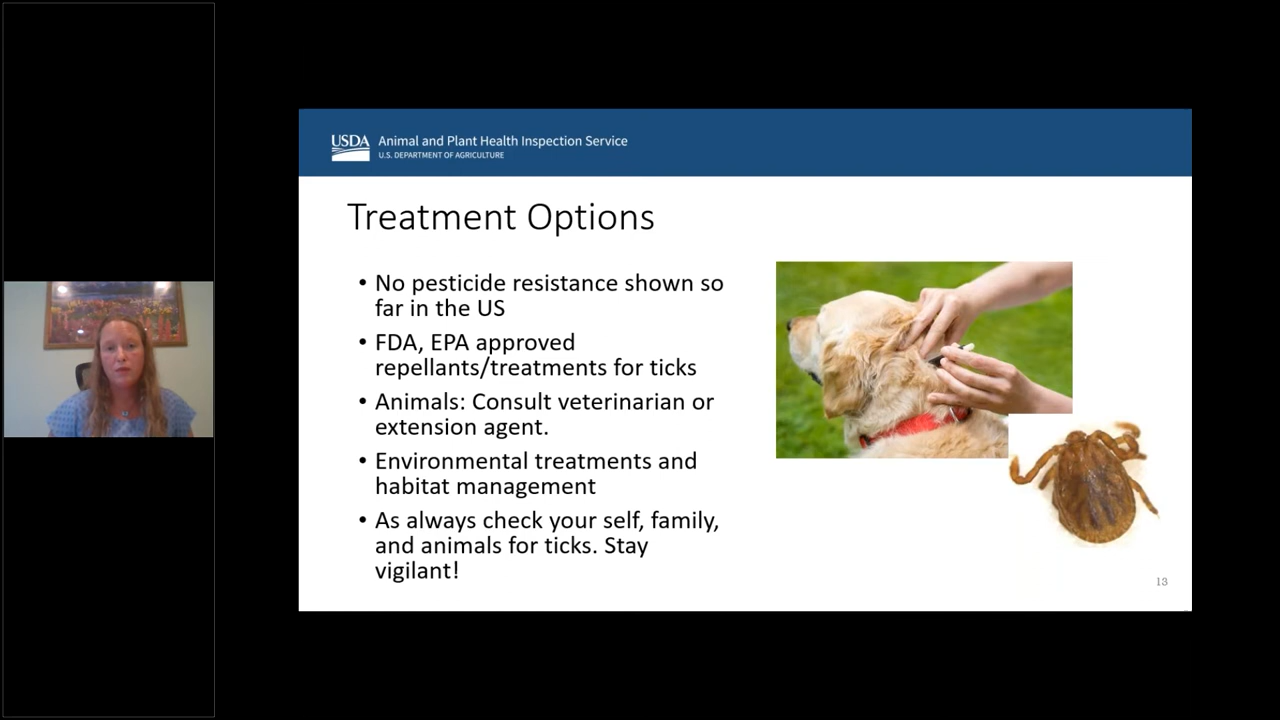 USDA
Animal and Plant Health Inspection Service
U.S. DEPARTMENT OF AGRICULTURE
Treatment Options
• No pesticide resistance shown so
far in the US
• FDA, EPA approved
repellants/treatments for ticks
• Animals: Consult veterinarian or
extension agent.
• Environmental treatments and
habitat management
• As always check your self, family,
and animals for ticks. Stay
vigilant!
13